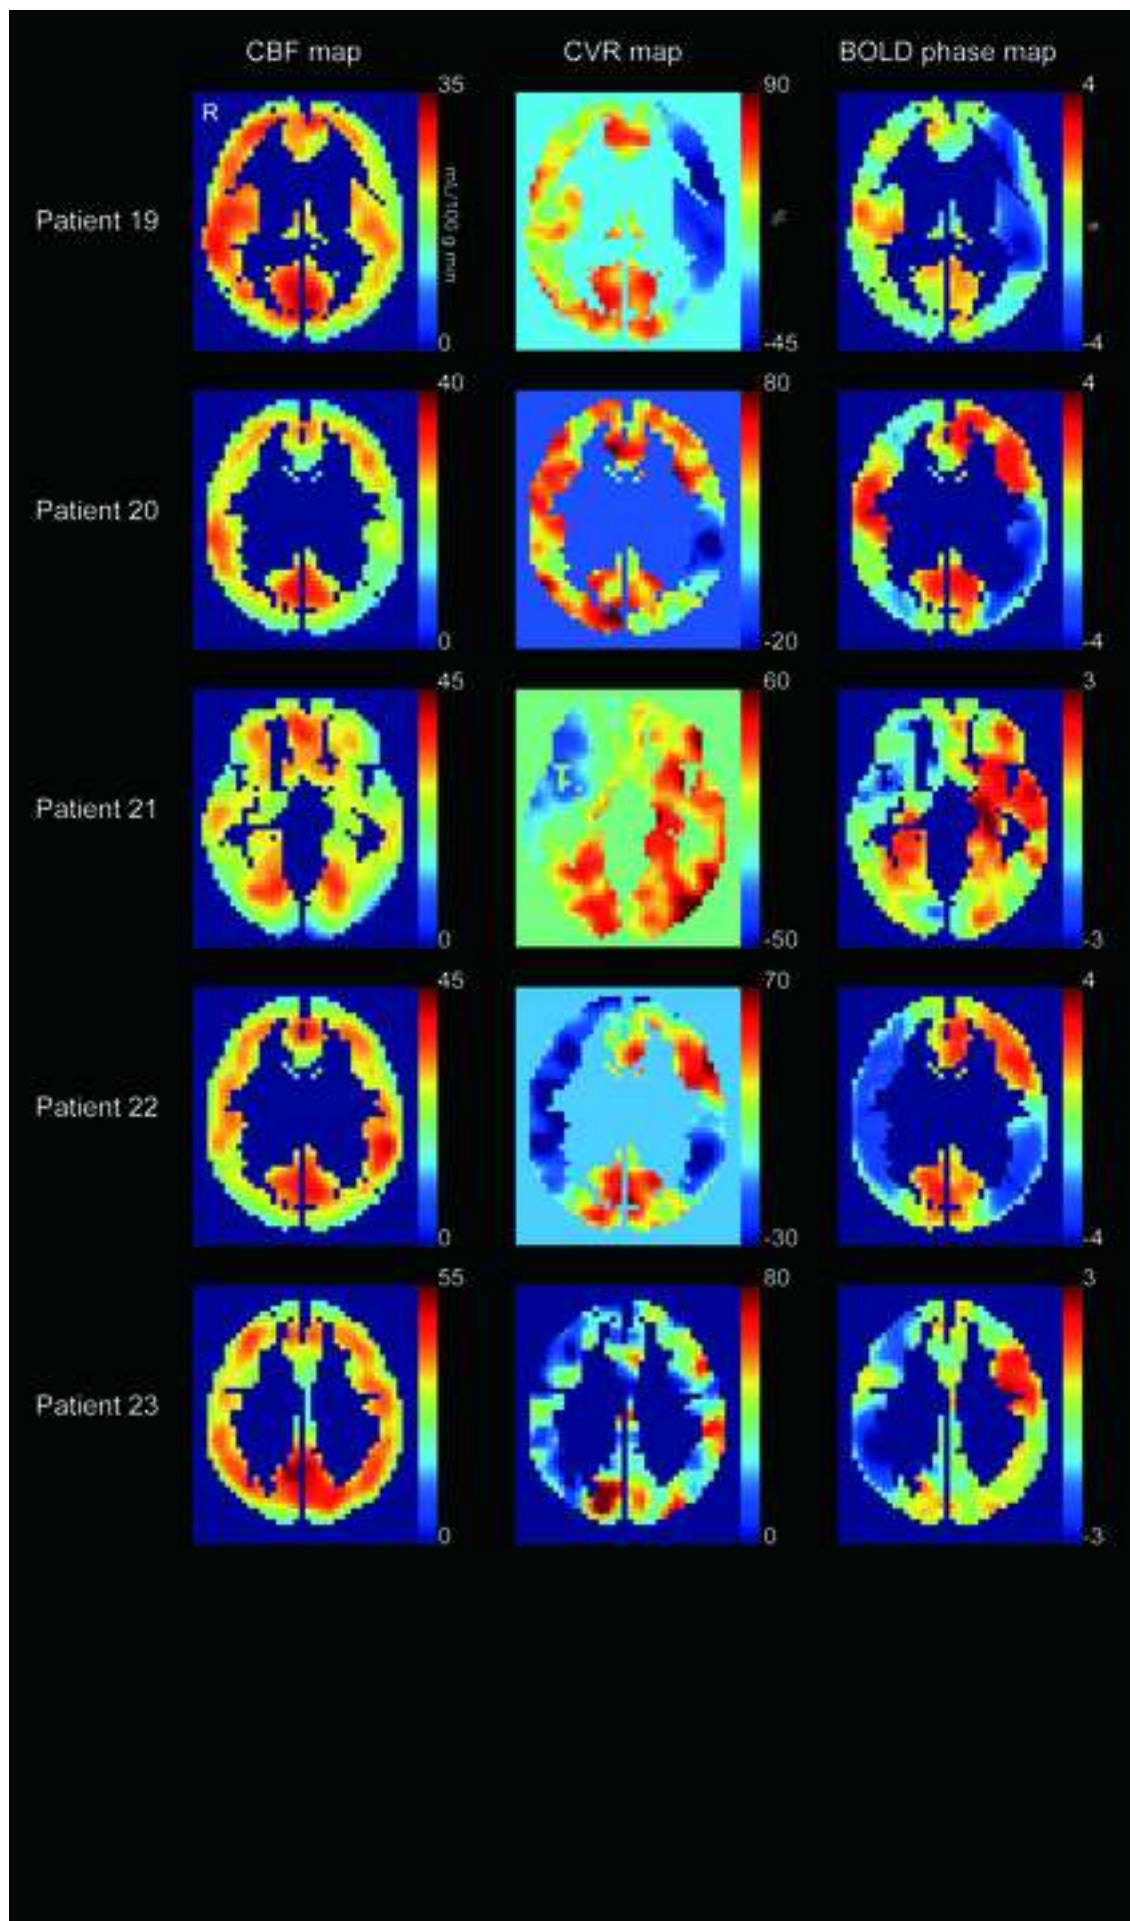 CBF map CVR map BOLD phase map
35 90 4
R
mL/100 g min % s
Patient 19
0 -45 -4
40 80 4
Patient 20
0 -20 -4
45 60 3
Patient 21
0 -50 -3
45 70 4
Patient 22
0 -30 -4
55 80 3
Patient 23
0 0 -3